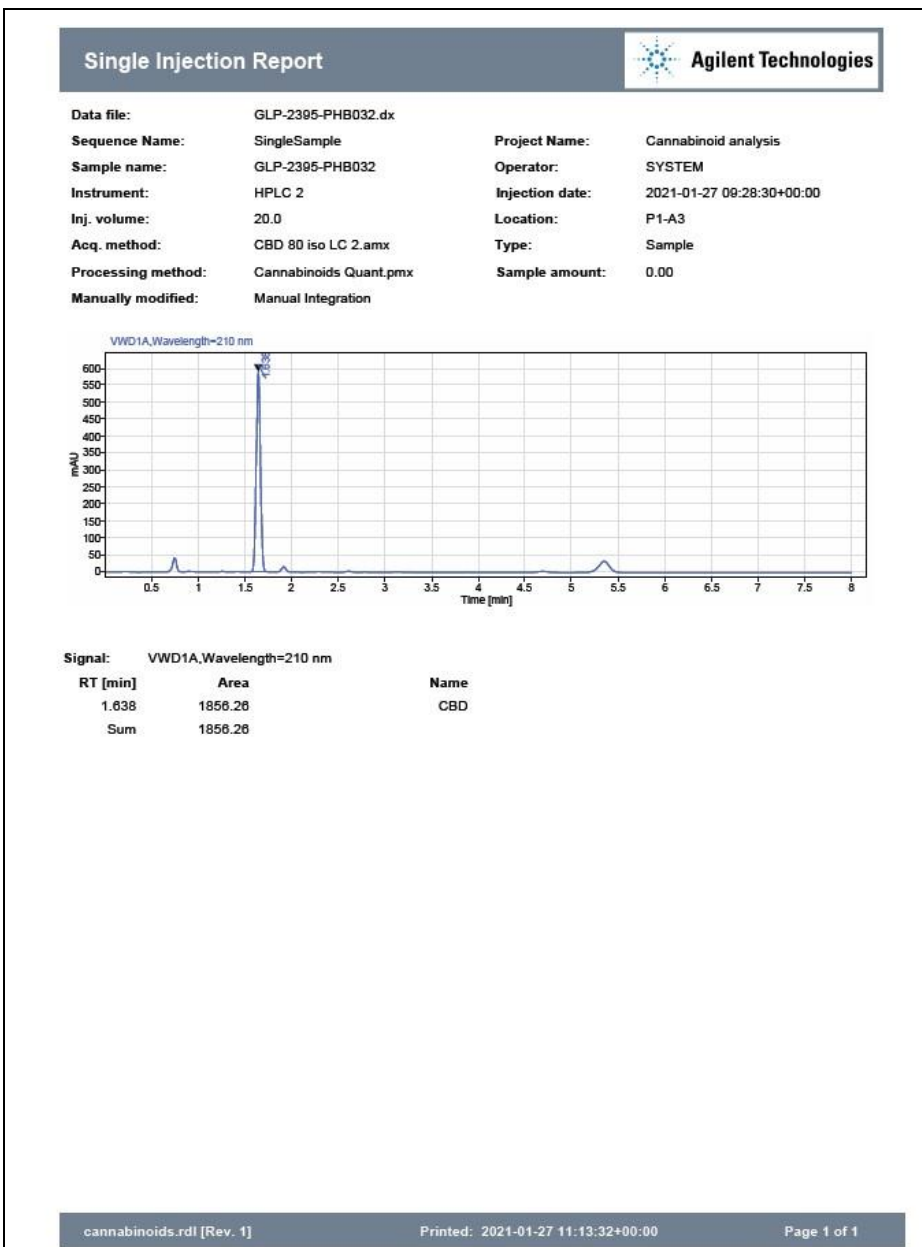 Single Injection Report
Agilent Technologies
Data file: GLP-2395-PHB032.dx
Sequence Name: SingleSample Project Name: Cannabinoid analysis
Sample name: GLP-2395-PHB032 Operator: SYSTEM
Instrument: HPLC 2 Injection date: 2021-01-27 09:28:30+00:00
Inj. volume: 20.0 Location: P1-A3
Acq. method: CBD 80 iso LC 2.amx Type: Sample
Processing method: Cannabinoids Quant.pmx Sample amount: 0.00
Manually modified: Manual Integration
VWD1A,Wavelength=210 nm
1.638
600
550
500
450
400
350
300
250
200
150
100
50
0
mAU
0.5 1 1.5 2 2.5 3 3.5 4 4.5 5 5.5 6 6.5 7 7.5 8
Time [min]
Signal: VWD1A,Wavelength=210 nm
RT [min] Area Name
1.638 1856.26 CBD
Sum 1856.26
cannabinoids.rdl [Rev. 1] Printed: 2021-01-27 11:13:32+00:00 Page 1 of 1